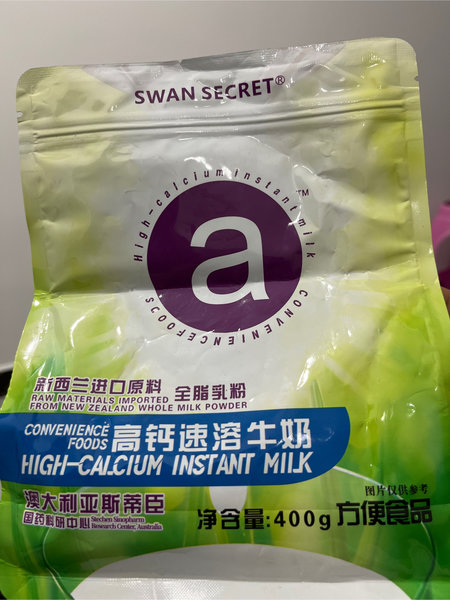 SWAN SECRET®
High-calcium instant milk
TM
a
CONVENIENCEFOOCS
新西兰进口原料 全脂乳粉
RAW MATERIALS IMPORTED
FROM NEW ZEALAND WHOLE MILK POWDER
CONVENIENCE
FOODS 高钙速溶牛奶
HIGH-CALCIUM INSTANT MILK
澳大利亚斯蒂臣
国药科研中心 Stechen Sinopharm
Research Center, Australia
图片仅供参考
净含量:400g 方便食品